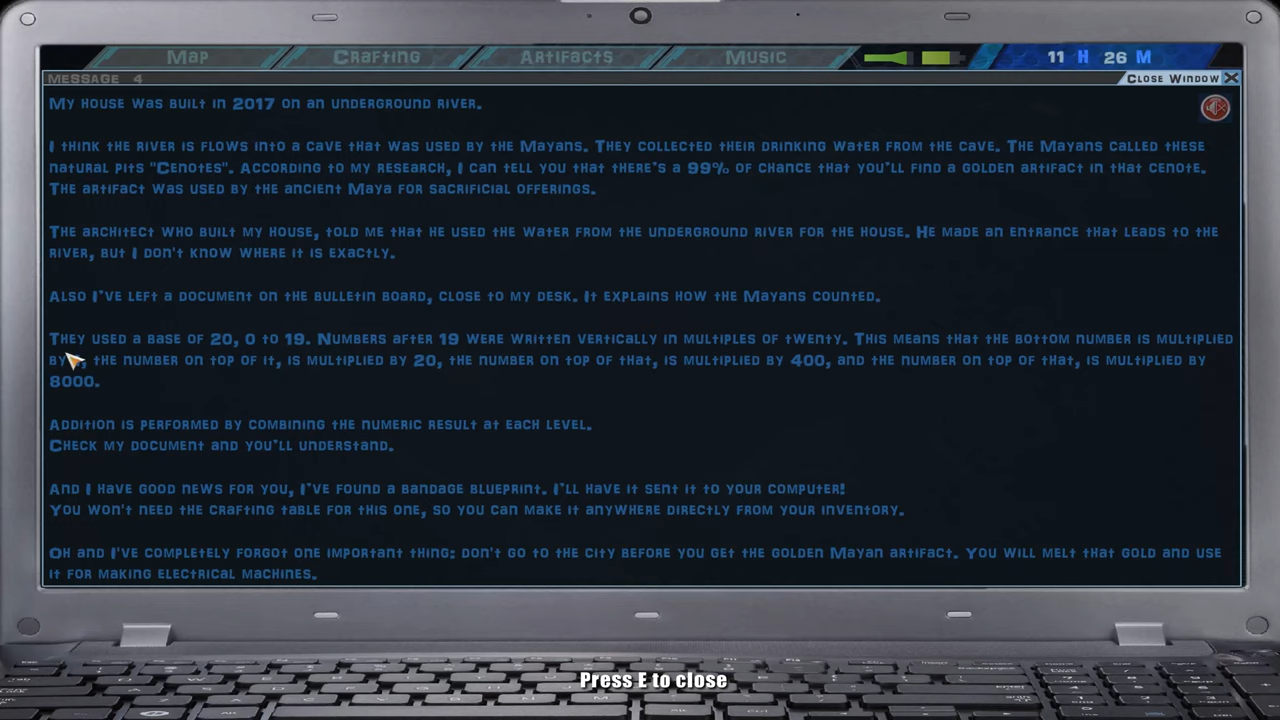 Map Crafting Artifacts Music 11 H 26 M
Message 4 Close Window
My house was built in 2017 on an underground river.
I think the river is flows into a cave that was used by the Mayans. They collected their drinking water from the cave. The Mayans called these
natural pits "Cenotes". According to my research, I can tell you that there's a 99% of chance that you'll find a golden artifact in that cenote.
The artifact was used by the ancient Maya for sacrificial offerings.
The architect who built my house, told me that he used the water from the underground river for the house. He made an entrance that leads to the
river, but I don't know where it is exactly.
Also I've left a document on the bulletin board, close to my desk. It explains how the Mayans counted.
They used a base of 20, 0 to 19. Numbers after 19 were written vertically in multiples of twenty. This means that the bottom number is multiplied
by , the number on top of it, is multiplied by 20, the number on top of that, is multiplied by 400, and the number on top of that, is multiplied by
8000.
Addition is performed by combining the numeric result at each level.
Check my document and you'll understand.
And I have good news for you, I've found a bandage blueprint. I'll have it sent it to your computer!
You won't need the crafting table for this one, so you can make it anywhere directly from your inventory.
Oh and I've completely forgot one important thing: don't go to the city before you get the golden Mayan artifact. You will melt that gold and use
it for making electrical machines.
Press E to close